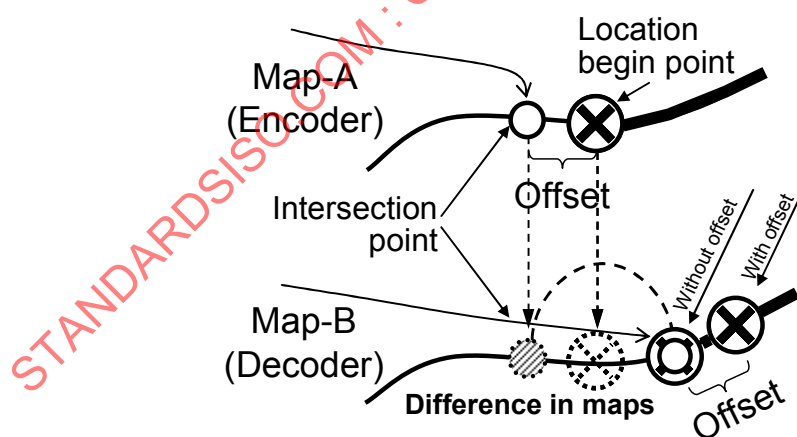 Location
begin point
Map-A
(Encoder)
Offset
Intersection
point
Without offset
With offset
Map-B
(Decoder)
Difference in maps
Offset
STANDARDSISO.COM :